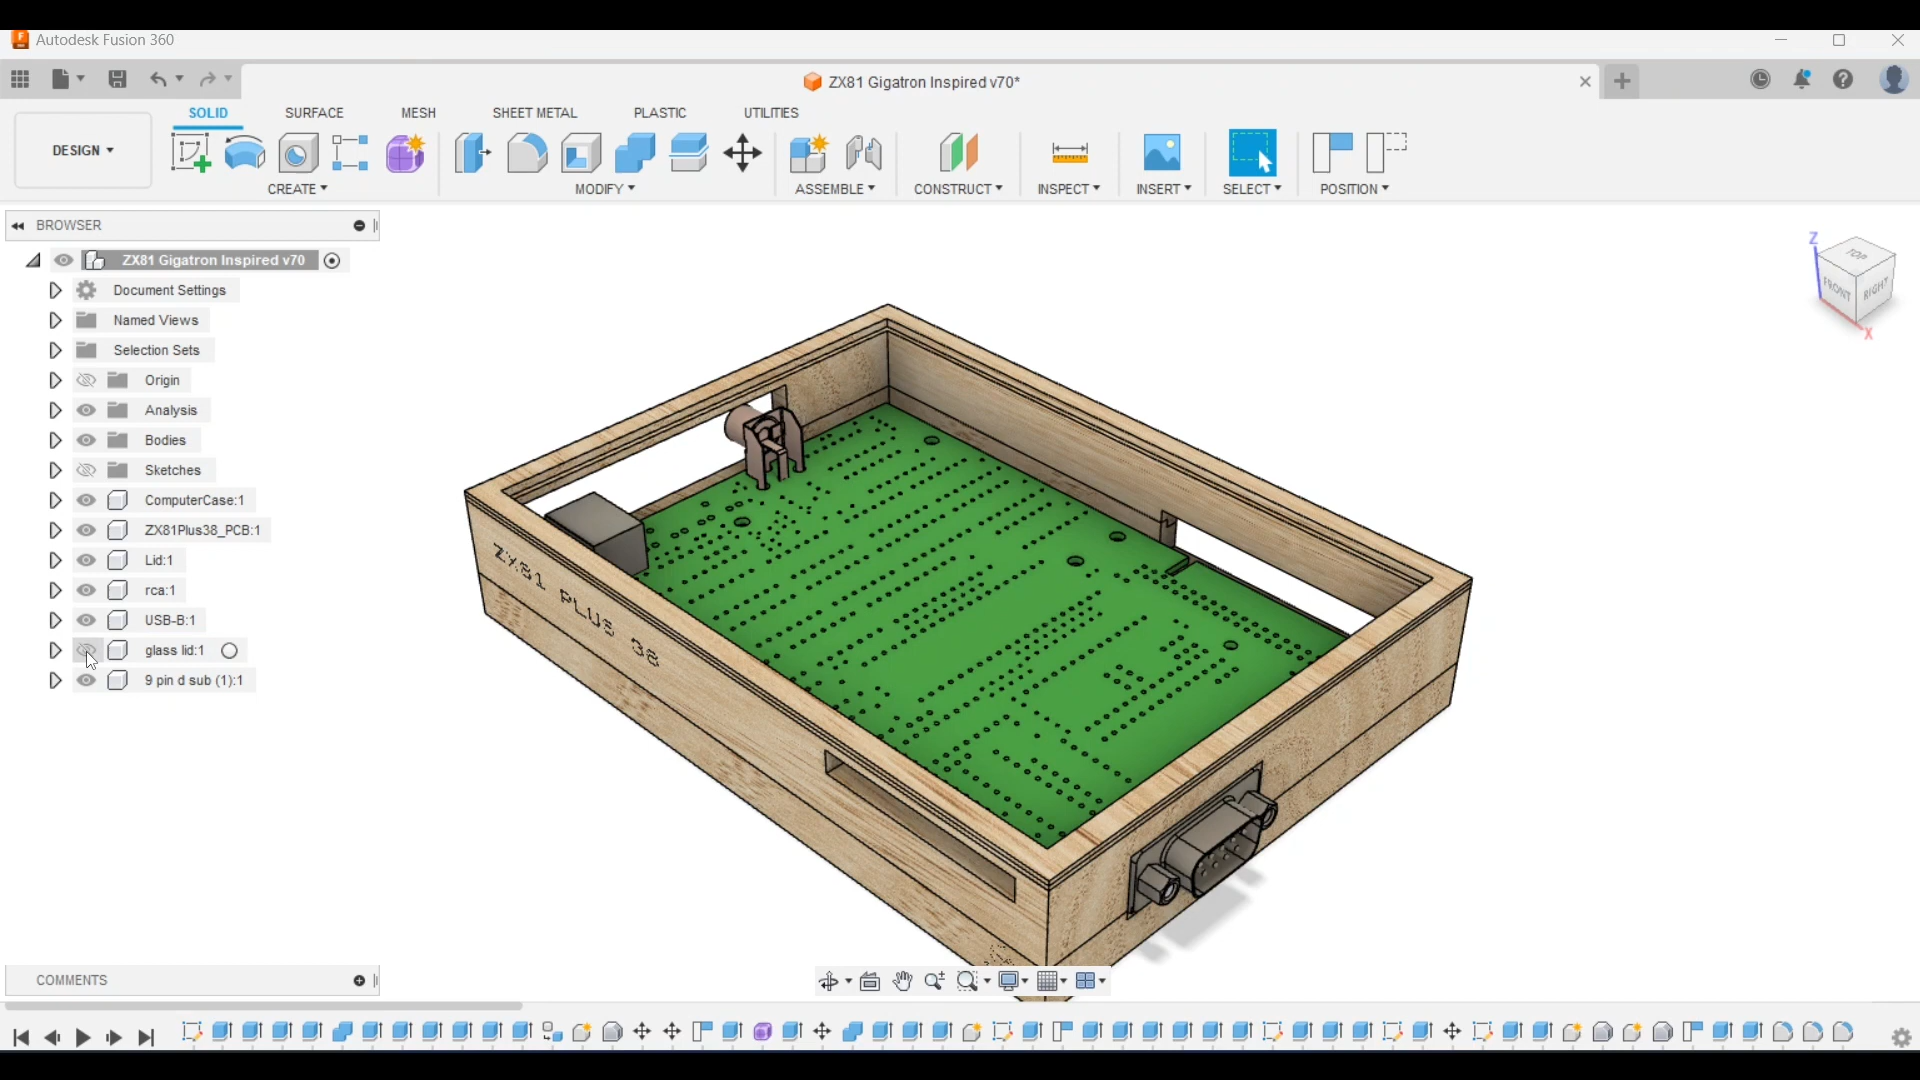 Autodesk Fusion 360
ZX81 Gigatron Inspired v70*
SOLID SURFACE MESH SHEET METAL PLASTIC UTILITIES
DESIGN
CREATE MODIFY ASSEMBLE CONSTRUCT INSPECT INSERT SELECT POSITION
BROWSER
ZX81 Gigatron Inspired v70
Document Settings
Named Views
Selection Sets
Origin
Analysis
Bodies
Sketches
ComputerCase:1
ZX81Plus38_PCB:1
Lid:1
rca:1
USB-B:1
glass lid:1
9 pin d sub (1):1
Z
TOP
FRONT RIGHT
X
ZX81 PLUS 38
COMMENTS